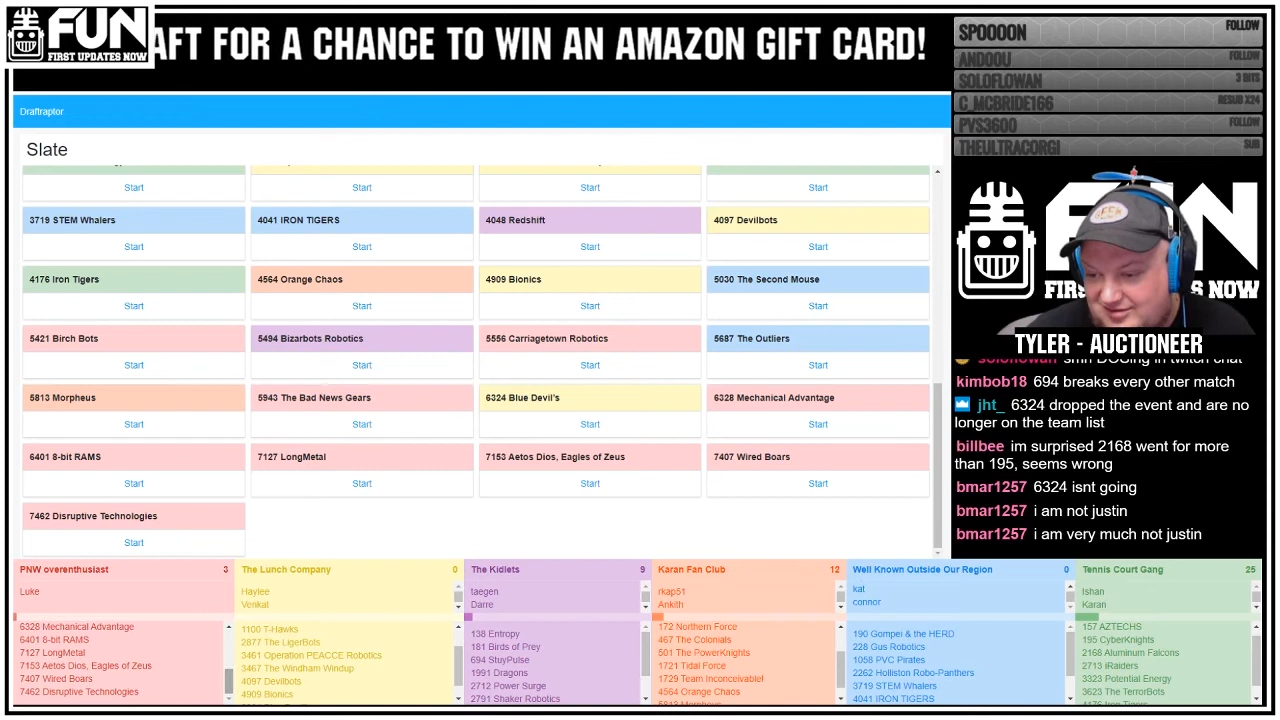 FUN
FIRST UPDATES NOW
AFT FOR A CHANCE TO WIN AN AMAZON GIFT CARD!
SPOOOON FOLLOW
ANDOOU FOLLOW
SOLOFLOWAN 3 BITS
C_MCBRIDE166 RESUB X24
PVS3600 FOLLOW
THEULTRACORGI SUB
Draftraptor
Slate
Start Start Start Start
3719 STEM Whalers 4041 IRON TIGERS 4048 Redshift 4097 Devilbots
Start Start Start Start
4176 Iron Tigers 4564 Orange Chaos 4909 Bionics 5030 The Second Mouse
Start Start Start Start
5421 Birch Bots 5494 Bizarbots Robotics 5556 Carriagetown Robotics 5687 The Outliers
Start Start Start Start
5813 Morpheus 5943 The Bad News Gears 6324 Blue Devil's 6328 Mechanical Advantage
Start Start Start Start
6401 8-bit RAMS 7127 LongMetal 7153 Aetos Dios, Eagles of Zeus 7407 Wired Boars
Start Start Start Start
7462 Disruptive Technologies
Start
FUN
FIRS S NOW
TYLER - AUCTIONEER
soloflowan smh DOSing in twitch chat
kimbob18 694 breaks every other match
jht_ 6324 dropped the event and are no
longer on the team list
billbee im surprised 2168 went for more
than 195, seems wrong
bmar1257 6324 isnt going
bmar1257 i am not justin
bmar1257 i am very much not justin
PNW overenthusiast 3
Luke
6328 Mechanical Advantage
6401 8-bit RAMS
7127 LongMetal
7153 Aetos Dios, Eagles of Zeus
7407 Wired Boars
7462 Disruptive Technologies
The Lunch Company 0
Haylee
Venkat
1100 T-Hawks
2877 The LigerBots
3461 Operation PEACCE Robotics
3467 The Windham Windup
4097 Devilbots
4909 Bionics
The Kidlets 9
taegen
Darre
138 Entropy
181 Birds of Prey
694 StuyPulse
1991 Dragons
2712 Power Surge
2791 Shaker Robotics
Karan Fan Club 12
rkap51
Ankith
172 Northern Force
467 The Colonials
501 The PowerKnights
1721 Tidal Force
1729 Team Inconceivable!
4564 Orange Chaos
5813 Morpheus
Well Known Outside Our Region 0
kat
connor
190 Gompei & the HERD
228 Gus Robotics
1058 PVC Pirates
2262 Holliston Robo-Panthers
3719 STEM Whalers
4041 IRON TIGERS
Tennis Court Gang 25
Ishan
Karan
157 AZTECHS
195 CyberKnights
2168 Aluminum Falcons
2713 iRaiders
3323 Potential Energy
3623 The TerrorBots
4176 Iron Tigers